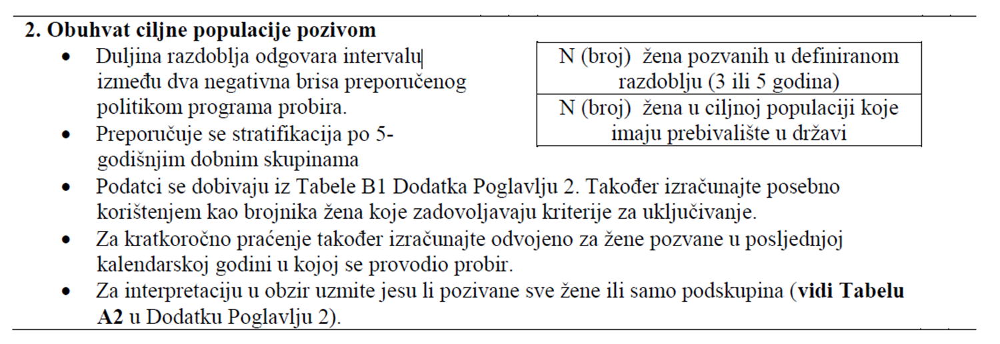 2. Obuhvat ciljne populacije pozivom
• Duljina razdoblja odgovara intervalu
između dva negativna brisa preporučenog
politikom programa probira.
• Preporučuje se stratifikacija po 5-
godišnjim dobnim skupinama
N (broj)  žena pozvanih u definiranom
razdoblju (3 ili 5 godina)
N (broj)  žena u ciljnoj populaciji koje
imaju prebivalište u državi
• Podatci se dobivaju iz Tabele B1 Dodatka Poglavlju 2. Također izračunajte posebno
korištenjem kao brojnika žena koje zadovoljavaju kriterije za uključivanje.
• Za kratkoročno praćenje također izračunajte odvojeno za žene pozvane u posljednjoj
kalendarskoj godini u kojoj se provodio probir.
• Za interpretaciju u obzir uzmite jesu li pozivane sve žene ili samo podskupina (vidi Tabelu
A2 u Dodatku Poglavlju 2).